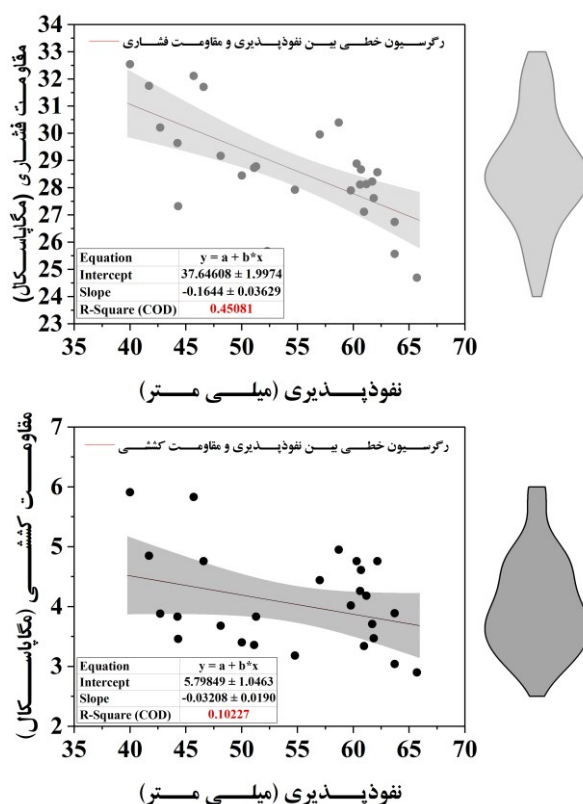 رگرسیون خطی بین نفوذپذیری و مقاومت فشاری
مقاومت فشاری (مگاپاسکال)
33
32
31
30
29
28
27
26
25
24
23
Equation y = a + b*x
Intercept 37.64608 ± 1.9974
Slope -0.1644 ± 0.03629
R-Square (COD) 0.45081
35 40 45 50 55 60 65 70
نفوذپذیری (میلی متر)
رگرسیون خطی بین نفوذپذیری و مقاومت کششی
مقاومت کششی (مگاپاسکال)
7
6
5
4
3
2
Equation y = a + b*x
Intercept 5.79849 ± 1.0463
Slope -0.03208 ± 0.0190
R-Square (COD) 0.10227
35 40 45 50 55 60 65 70
نفوذپذیری (میلی متر)